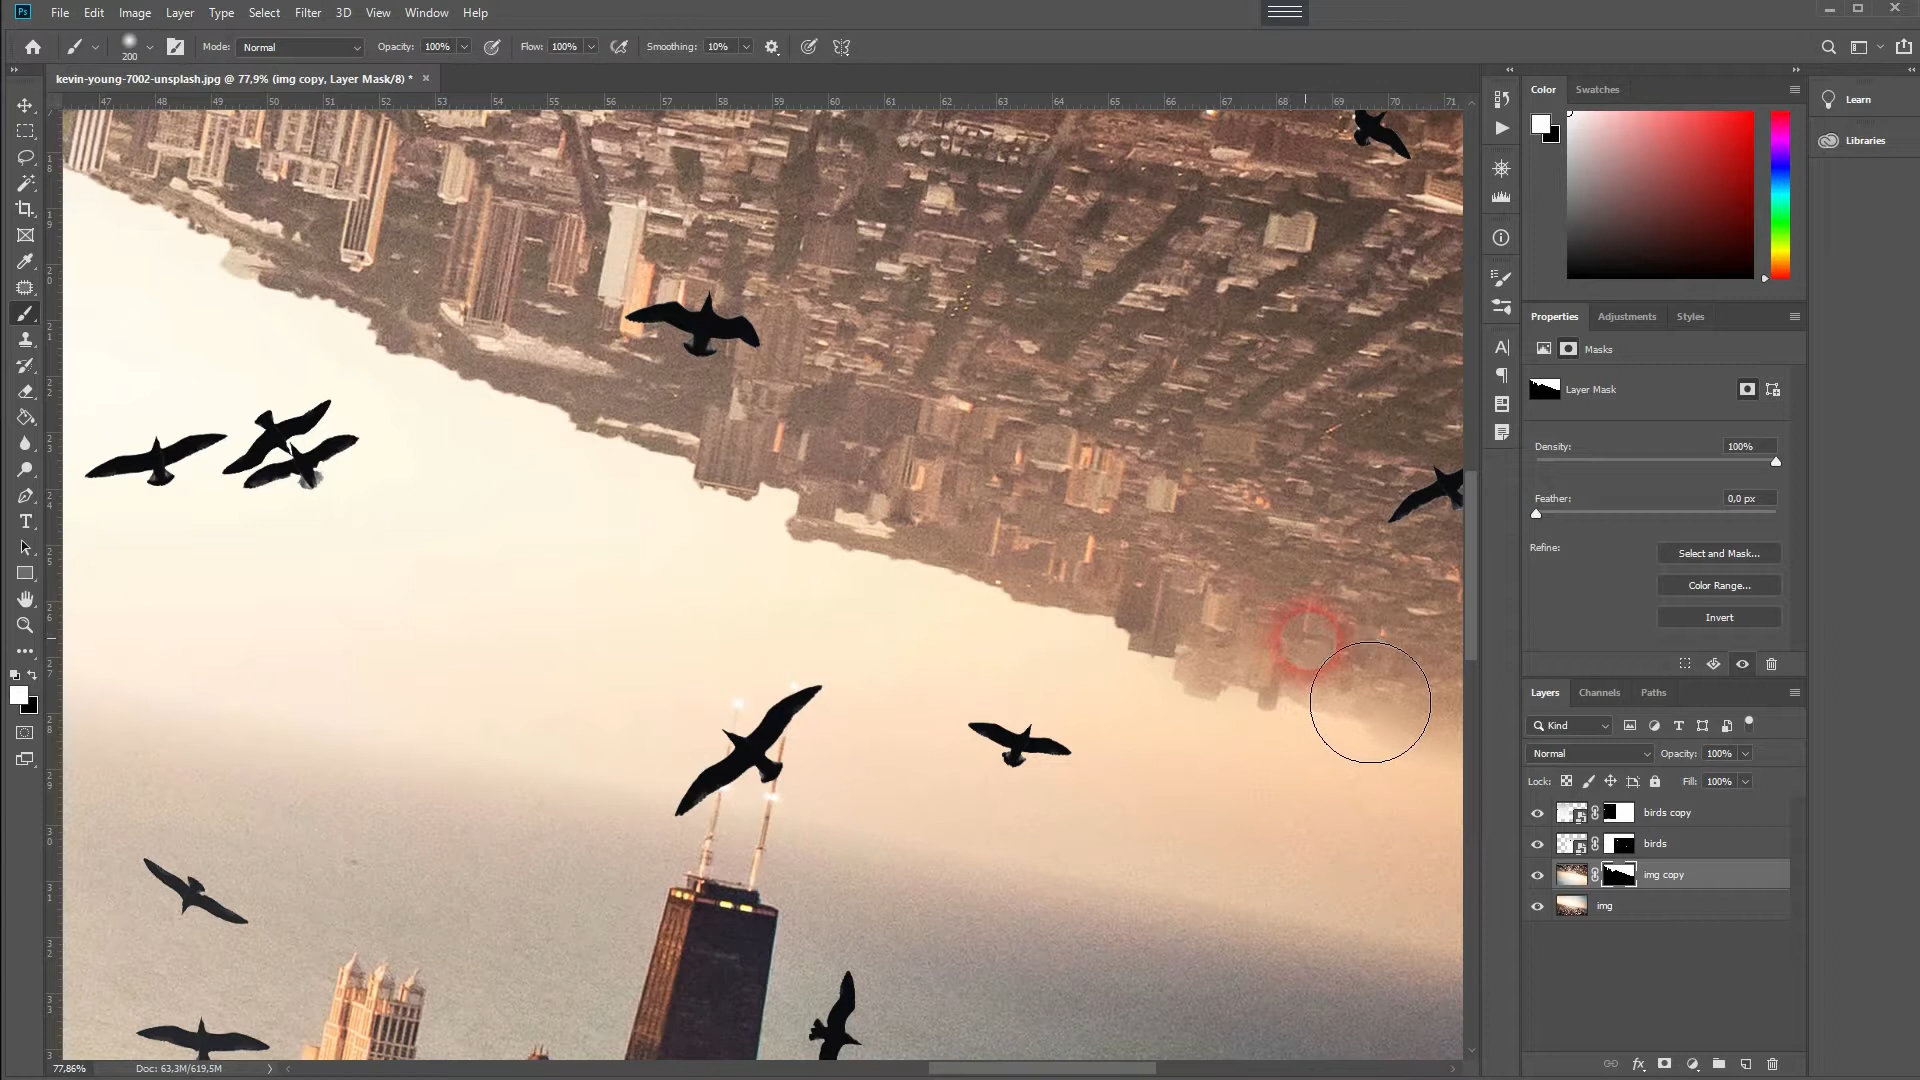 Ps File Edit Image Layer Type Select Filter 3D View Window Help
200 Mode: Normal Opacity: 100% Flow: 100% Smoothing: 10%
kevin-young-7002-unsplash.jpg @ 77,9% (img copy, Layer Mask/8) * ×
47 48 49 50 51 52 53 54 55 56 57 58 59 60 61 62 63 64 65 66 67 68 69 70 71
Color Swatches
Learn
Libraries
Properties Adjustments Styles
Masks
Layer Mask
Density: 100%
Feather: 0,0 px
Refine: Select and Mask...
Color Range...
Invert
Layers Channels Paths
Kind
Normal Opacity: 100%
Lock: Fill: 100%
birds copy
birds
img copy
img
77,86% Doc: 63,3M/619,5M